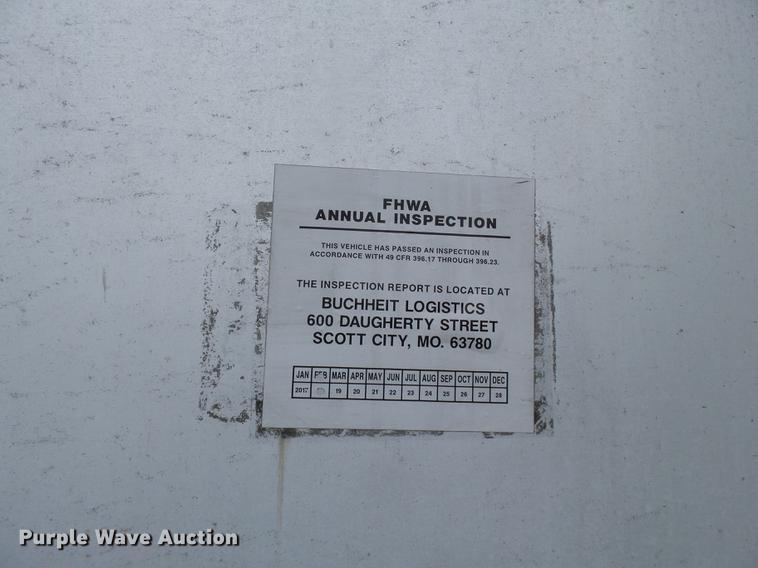 FHWA
ANNUAL INSPECTION
THIS VEHICLE HAS PASSED AN INSPECTION IN
ACCORDANCE WITH 49 CFR 396.17 THROUGH 396.23.
THE INSPECTION REPORT IS LOCATED AT
BUCHHEIT LOGISTICS
600 DAUGHERTY STREET
SCOTT CITY, MO. 63780
JAN FEB MAR APR MAY JUN JUL AUG SEP OCT NOV DEC
2017 19 20 21 22 23 24 25 26 27 28
Purple Wave Auction